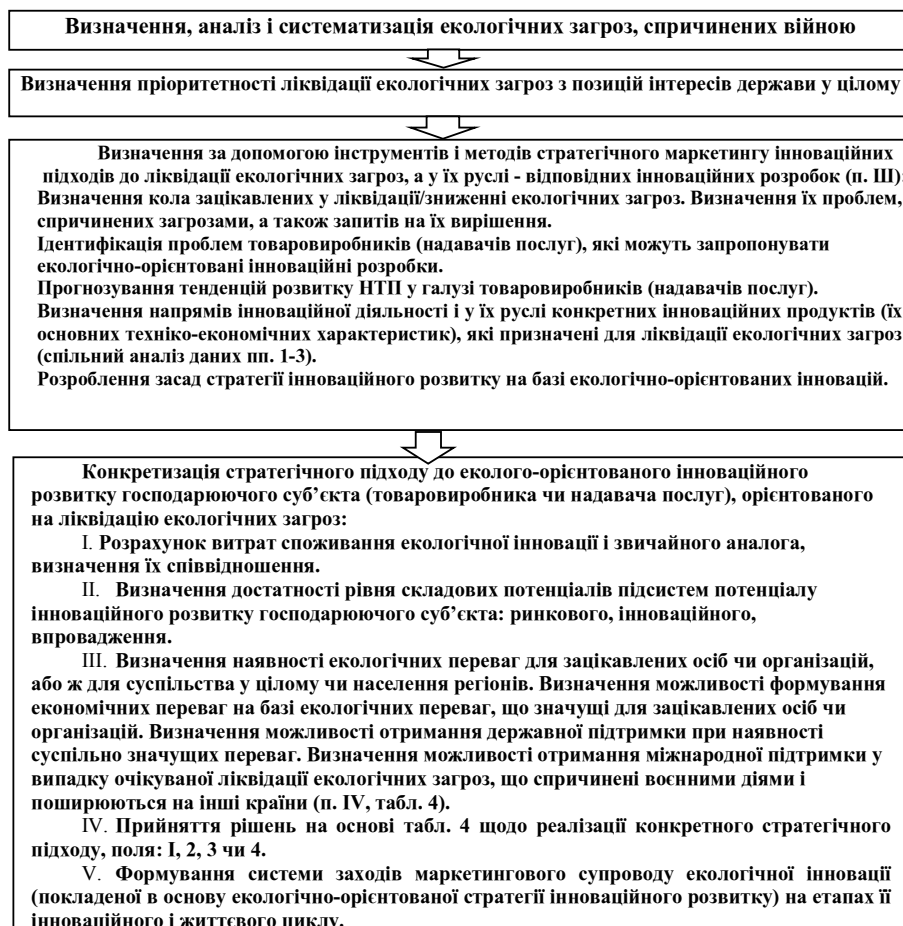 Визначення, аналіз і систематизація екологічних загроз, спричинених війною
Визначення пріоритетності ліквідації екологічних загроз з позицій інтересів держави у цілому
Визначення за допомогою інструментів і методів стратегічного маркетингу інноваційних
підходів до ліквідації екологічних загроз, а у їх руслі - відповідних інноваційних розробок (п. ІІІ):
Визначення кола зацікавлених у ліквідації/зниженні екологічних загроз. Визначення їх проблем,
спричинених загрозами, а також запитів на їх вирішення.
Ідентифікація проблем товаровиробників (надавачів послуг), які можуть запропонувати
екологічно-орієнтовані інноваційні розробки.
Прогнозування тенденцій розвитку НТП у галузі товаровиробників (надавачів послуг).
Визначення напрямів інноваційної діяльності і у їх руслі конкретних інноваційних продуктів (їх
основних техніко-економічних характеристик), які призначені для ліквідації екологічних загроз
(спільний аналіз даних пп. 1-3).
Розроблення засад стратегії інноваційного розвитку на базі екологічно-орієнтованих інновацій.
Конкретизація стратегічного підходу до еколого-орієнтованого інноваційного
розвитку господарюючого суб’єкта (товаровиробника чи надавача послуг), орієнтованого
на ліквідацію екологічних загроз:
I. Розрахунок витрат споживання екологічної інновації і звичайного аналога,
визначення їх співвідношення.
II. Визначення достатності рівня складових потенціалів підсистем потенціалу
інноваційного розвитку господарюючого суб’єкта: ринкового, інноваційного,
впровадження.
III. Визначення наявності екологічних переваг для зацікавлених осіб чи організацій,
або ж для суспільства у цілому чи населення регіонів. Визначення можливості формування
економічних переваг на базі екологічних переваг, що значущі для зацікавлених осіб чи
організацій. Визначення можливості отримання державної підтримки при наявності
суспільно значущих переваг. Визначення можливості отримання міжнародної підтримки у
випадку очікуваної ліквідації екологічних загроз, що спричинені воєнними діями і
поширюються на інші країни (п. IV, табл. 4).
IV. Прийняття рішень на основі табл. 4 щодо реалізації конкретного стратегічного
підходу, поля: І, 2, 3 чи 4.
V. Формування системи заходів маркетингового супроводу екологічної інновації
(покладеної в основу екологічно-орієнтованої стратегії інноваційного розвитку) на етапах її
інноваційного і життєвого циклу.